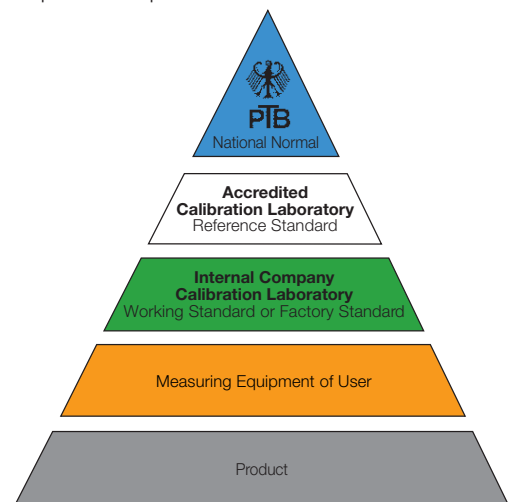 PTB
National Normal
Accredited
Calibration Laboratory
Reference Standard
Internal Company
Calibration Laboratory
Working Standard or Factory Standard
Measuring Equipment of User
Product